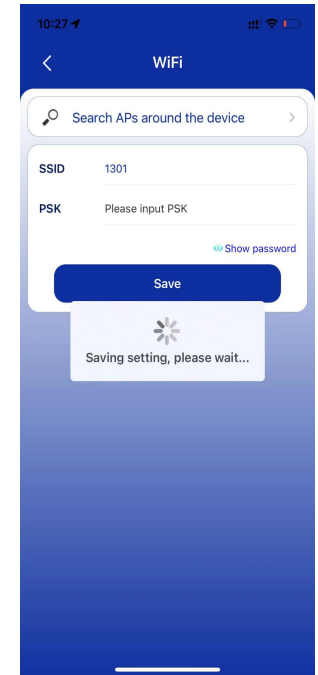 10:27
WiFi
Search APs around the device
SSID 1301
PSK Please input PSK
Show password
Save
Saving setting, please wait...